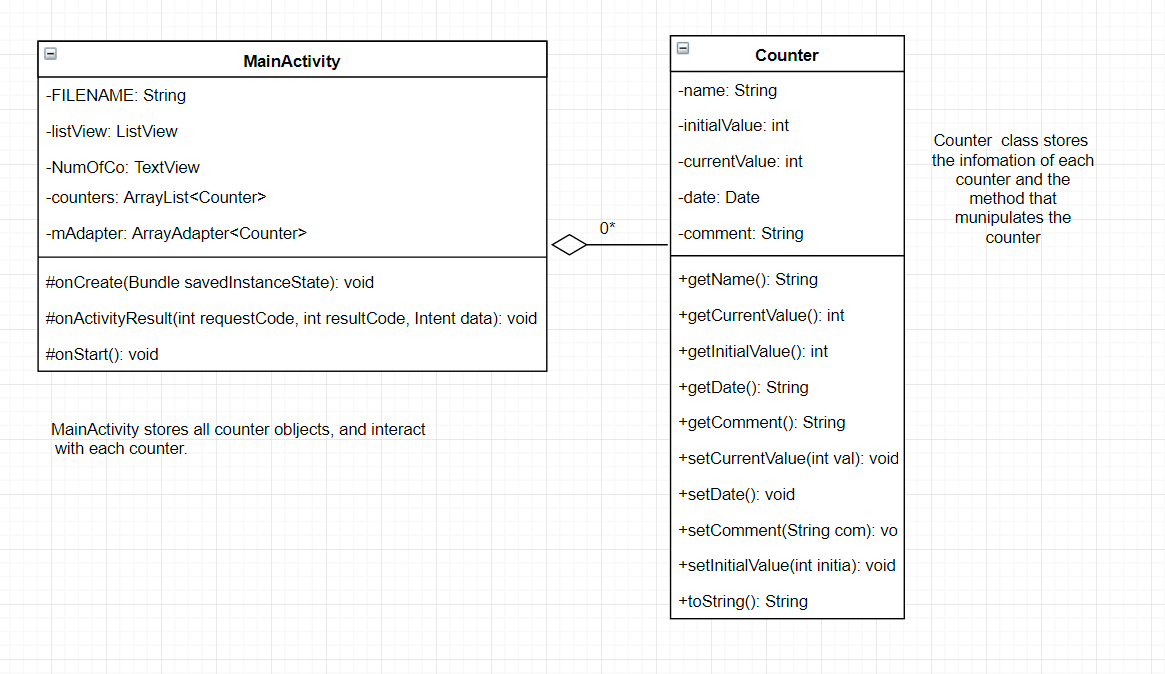 MainActivity
-FILENAME: String
-listView: ListView
-NumOfCo: TextView
-counters: ArrayList<Counter>
-mAdapter: ArrayAdapter<Counter>
#onCreate(Bundle savedInstanceState): void
#onActivityResult(int requestCode, int resultCode, Intent data): void
#onStart(): void
MainActivity stores all counter obljects, and interact
with each counter.
0*
Counter
-name: String
-initialValue: int
-currentValue: int
-date: Date
-comment: String
+getName(): String
+getCurrentValue(): int
+getInitialValue(): int
+getDate(): String
+getComment(): String
+setCurrentValue(int val): void
+setDate(): void
+setComment(String com): vo
+setInitialValue(int initia): void
+toString(): String
Counter class stores
the infomation of each
counter and the
method that
munipulates the
counter